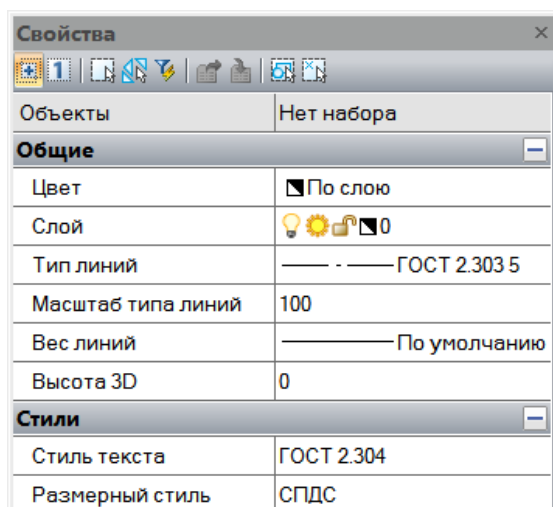 Свойства
1
Объекты Нет набора
Общие
Цвет По слою
Слой 0
Тип линий ГОСТ 2.303 5
Масштаб типа линий 100
Вес линий По умолчанию
Высота 3D 0
Стили
Стиль текста ГОСТ 2.304
Размерный стиль СПДС